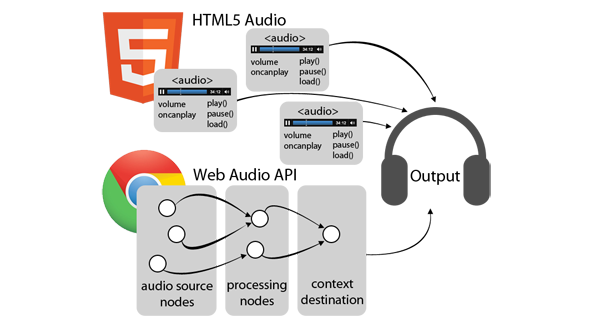 HTML5 Audio
5
<audio>
34:12
volume play()
oncanplay pause()
load()
<audio>
34:12
volume play()
oncanplay pause()
load()
<audio>
34:12
volume play()
oncanplay pause()
load()
Output
Web Audio API
audio source
nodes
processing
nodes
context
destination